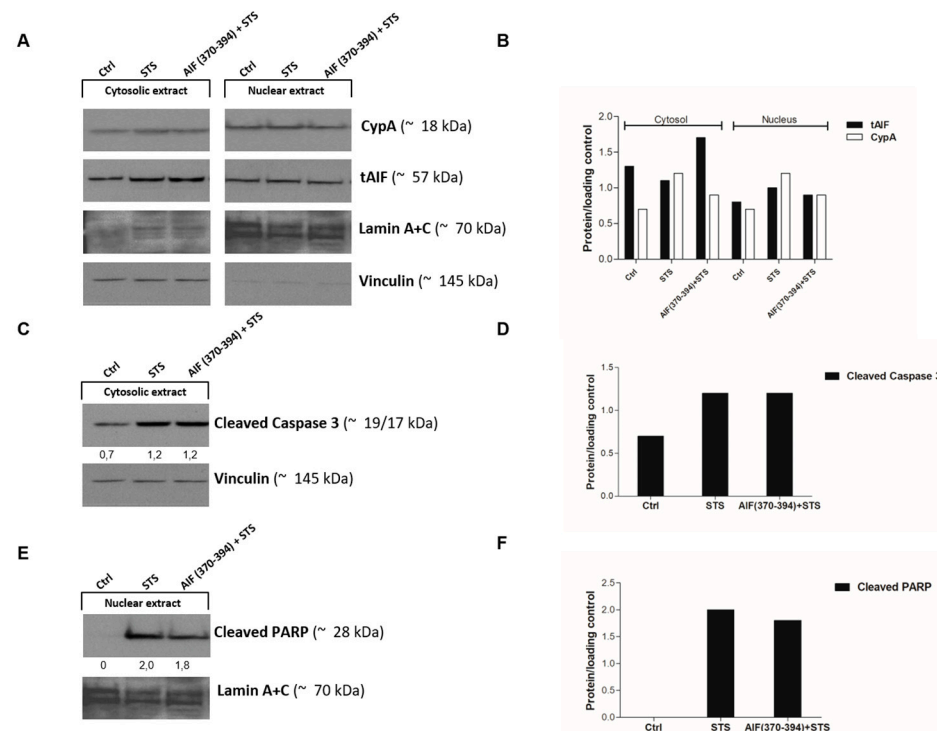 A
Ctrl
STS
AIF (370-394) + STS
Ctrl
STS
AIF (370-394) + STS
Cytosolic extract
Nuclear extract
CypA (~ 18 kDa)
tAIF (~ 57 kDa)
Lamin A+C (~ 70 kDa)
Vinculin (~ 145 kDa)
B
Protein/loading control
2.0
1.5
1.0
0.5
0.0
Cytosol
Nucleus
tAIF
CypA
Ctrl
STS
AIF(370-394)+STS
Ctrl
STS
AIF(370-394)+STS
C
Ctrl
STS
AIF (370-394) + STS
Cytosolic extract
Cleaved Caspase 3 (~ 19/17 kDa)
0,7 1,2 1,2
Vinculin (~ 145 kDa)
D
Protein/loading control
1.5
1.0
0.5
0.0
Cleaved Caspase 3
Ctrl STS AIF(370-394)+STS
E
Ctrl
STS
AIF (370-394) + STS
Nuclear extract
Cleaved PARP (~ 28 kDa)
0 2,0 1,8
Lamin A+C (~ 70 kDa)
F
Protein/loading control
2.5
2.0
1.5
1.0
0.5
0.0
Cleaved PARP
Ctrl STS AIF(370-394)+STS